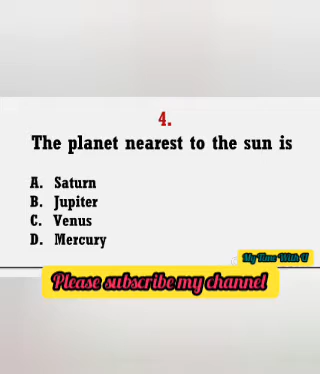 4.
The planet nearest to the sun is
A. Saturn
B. Jupiter
C. Venus
D. Mercury
My Time With U
Please subscribe my channel